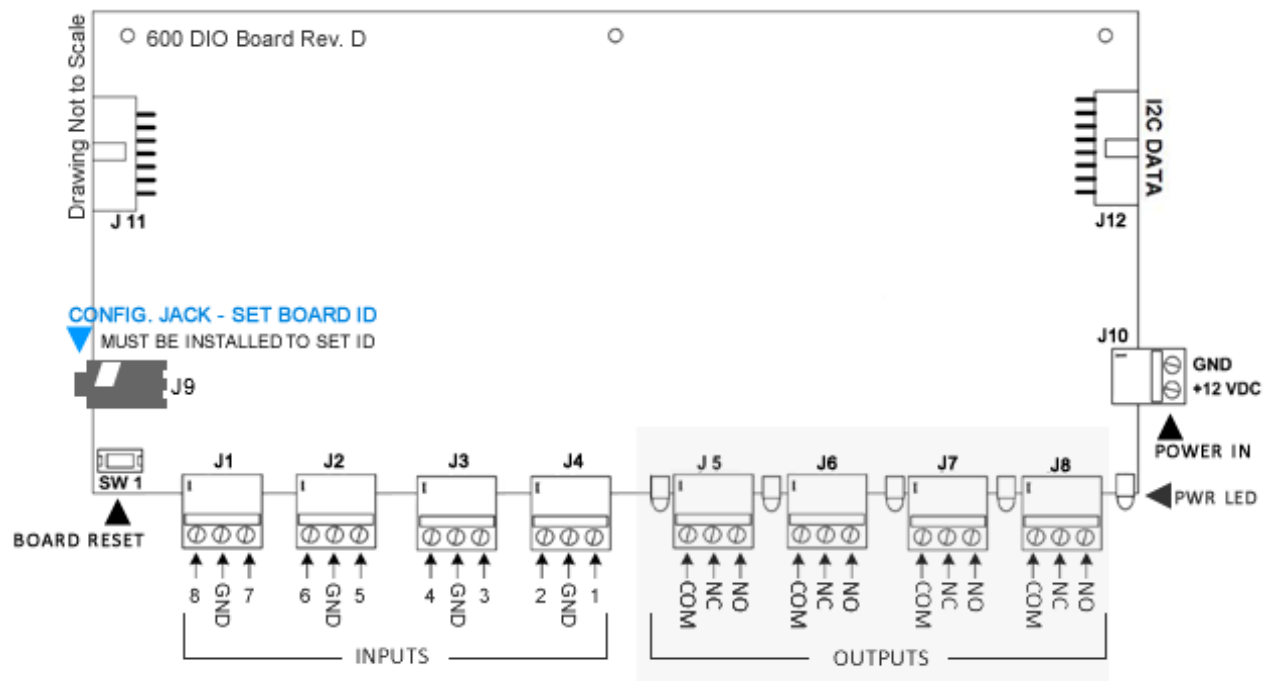 600 DIO Board Rev. D
Drawing Not to Scale
J 11
I2C DATA
J12
CONFIG. JACK - SET BOARD ID
MUST BE INSTALLED TO SET ID
J9
J10
GND
+12 VDC
POWER IN
SW 1
BOARD RESET
J1 J2 J3 J4 J 5 J6 J7 J8
PWR LED
8 GND 7 6 GND 5 4 GND 3 2 GND 1 COM NC NO COM NC NO COM NC NO COM NC NO
INPUTS OUTPUTS